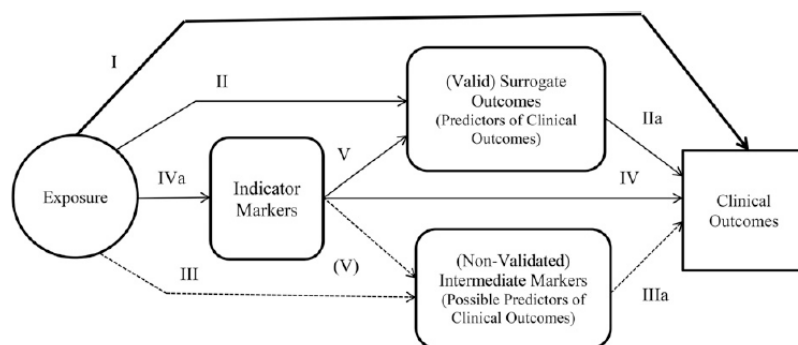 I
II
(Valid) Surrogate
Outcomes
(Predictors of Clinical
Outcomes)
IIa
V
IVa
IV
Exposure
Indicator
Markers
Clinical
Outcomes
III
(V)
(Non-Validated)
Intermediate Markers
(Possible Predictors of
Clinical Outcomes)
IIIa